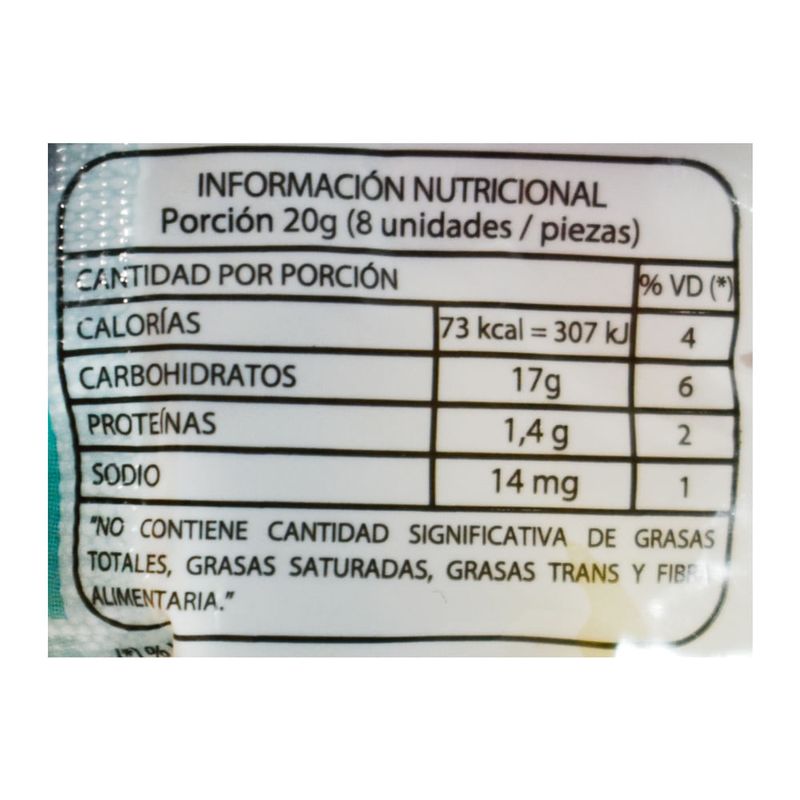 INFORMACIÓN NUTRICIONAL
Porción 20g (8 unidades / piezas)
CANTIDAD POR PORCIÓN % VD (*)
CALORÍAS 73 kcal = 307 kJ 4
CARBOHIDRATOS 17g 6
PROTEÍNAS 1,4 g 2
SODIO 14 mg 1
"NO CONTIENE CANTIDAD SIGNIFICATIVA DE GRASAS
TOTALES, GRASAS SATURADAS, GRASAS TRANS Y FIBRA
ALIMENTARIA."